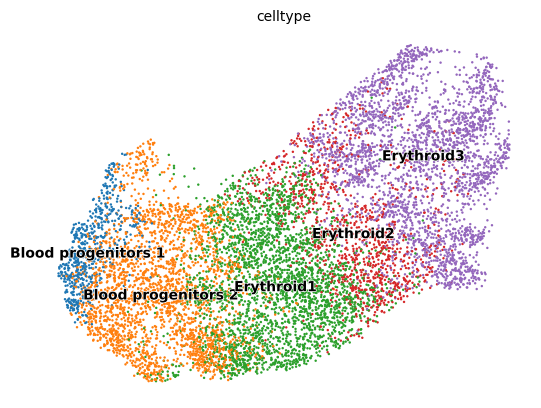 celltype
Erythroid3
Erythroid2
Blood progenitors 1
Erythroid1
Blood progenitors 2